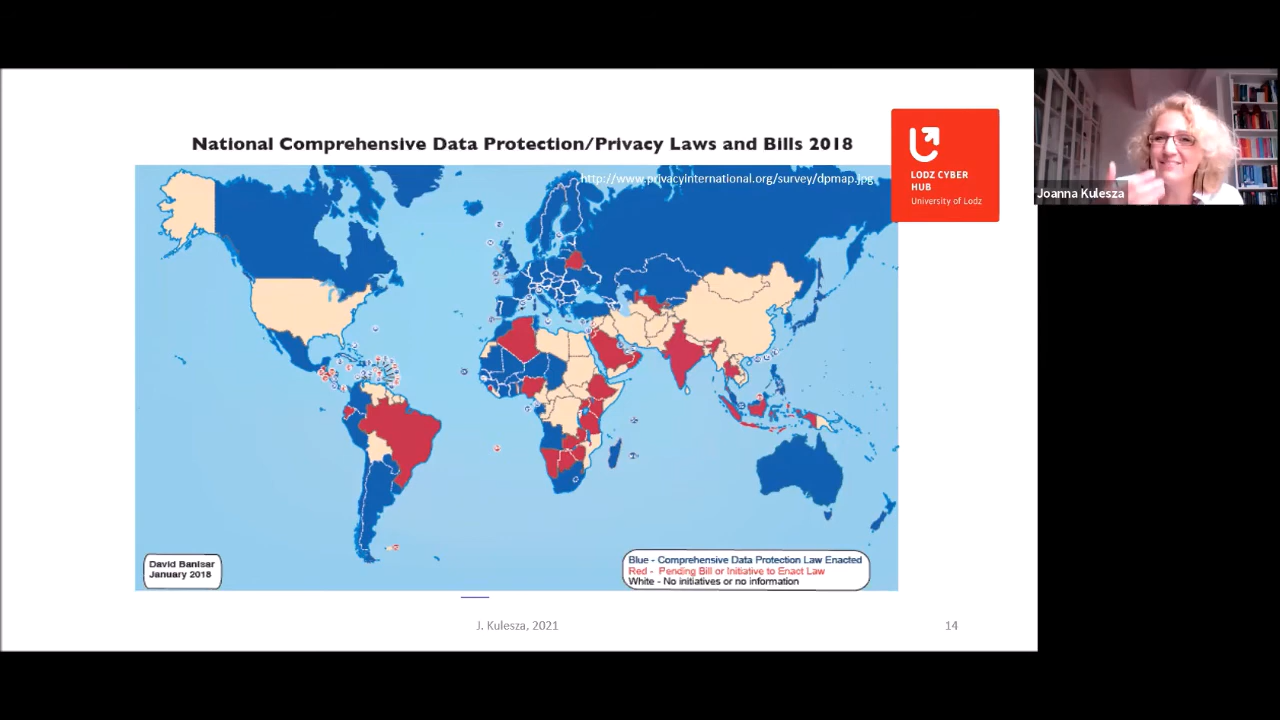 National Comprehensive Data Protection/Privacy Laws and Bills 2018
http://www.privacyinternational.org/survey/dpmap.jpg
LODZ CYBER
HUB
University of Lodz
Joanna Kulesza
David Banisar
January 2018
Blue - Comprehensive Data Protection Law Enacted
Red - Pending Bill or Initiative to Enact Law
White - No initiatives or no information
J. Kulesza, 2021
14